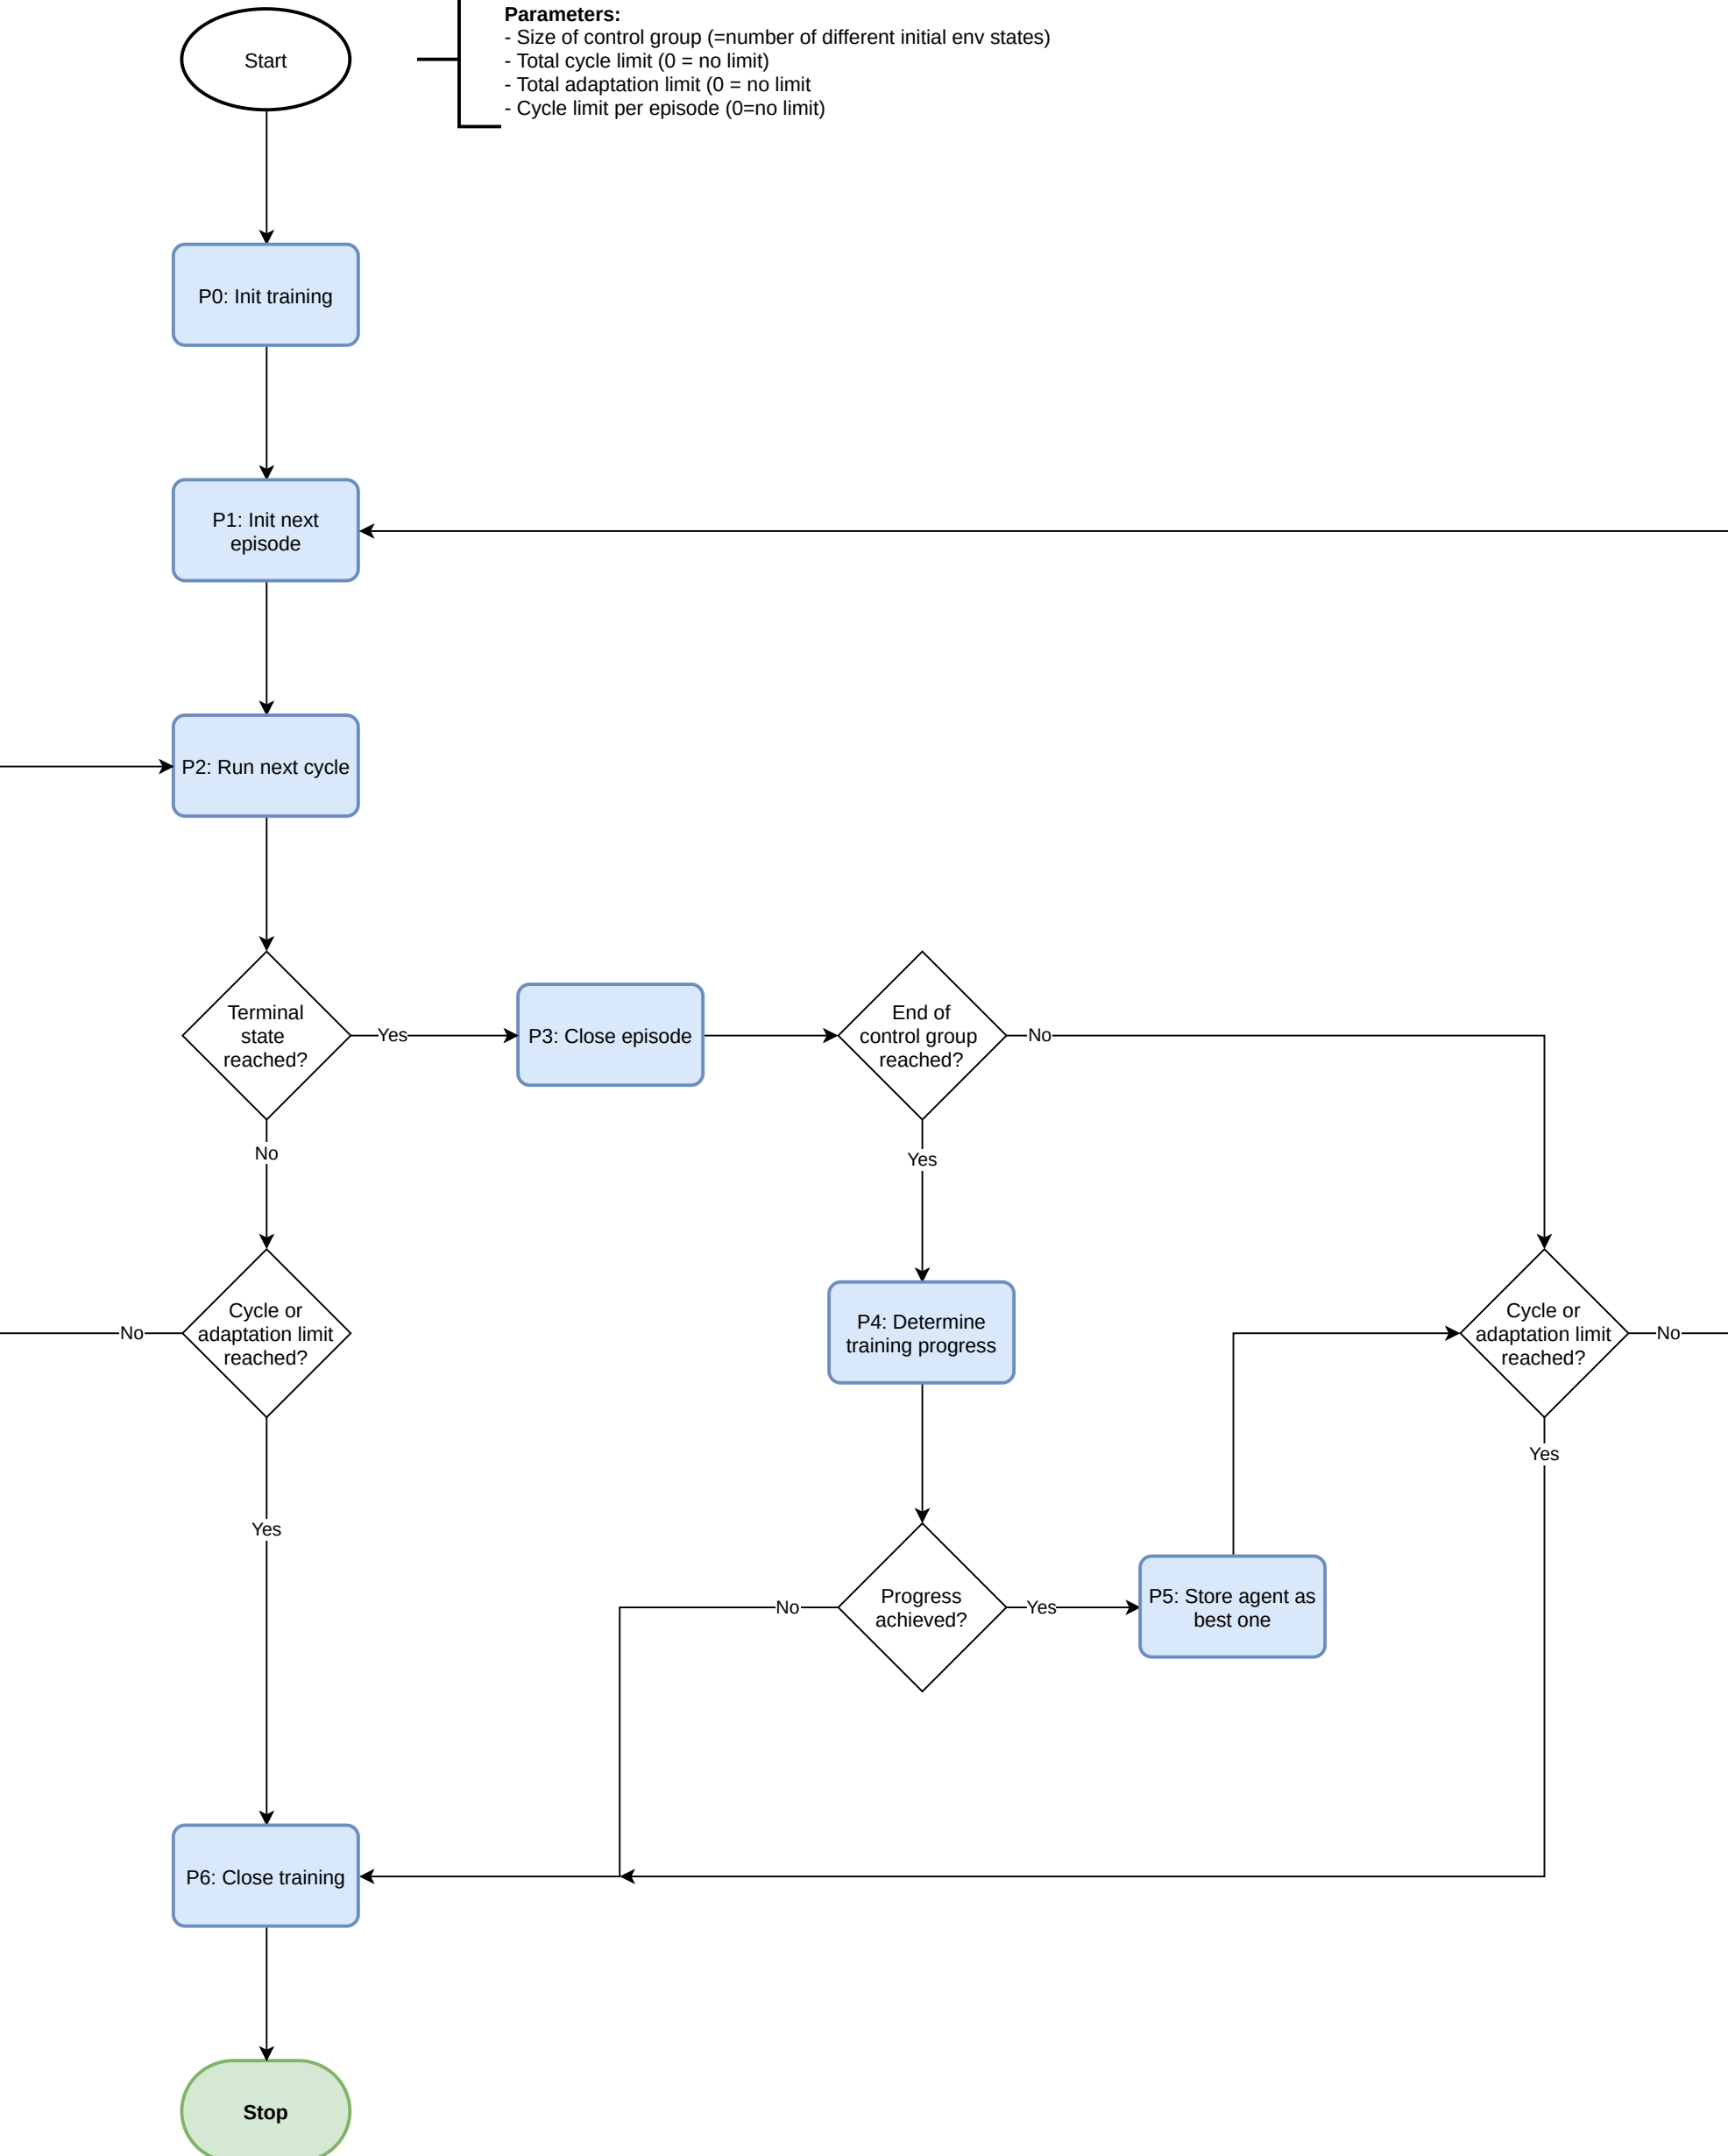 Start
Parameters:
- Size of control group (=number of different initial env states)
- Total cycle limit (0 = no limit)
- Total adaptation limit (0 = no limit
- Cycle limit per episode (0=no limit)
P0: Init training
P1: Init next
episode
P2: Run next cycle
Terminal
state
reached?
Yes
P3: Close episode
End of
control group
reached?
No
No
Yes
Cycle or
adaptation limit
reached?
No
P4: Determine
training progress
Cycle or
adaptation limit
reached?
No
Yes
Yes
Progress
achieved?
No
Yes
P5: Store agent as
best one
P6: Close training
Stop